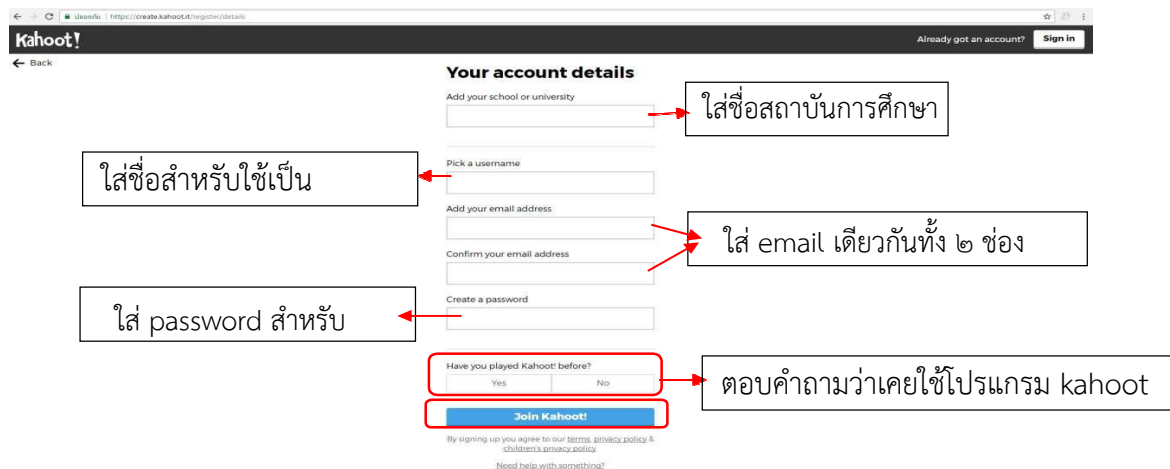 ปลอดภัย | https://create.kahoot.it/register/details
Kahoot!
Already got an account? Sign in
← Back
Your account details
Add your school or university
ใส่ชื่อสถาบันการศึกษา
Pick a username
ใส่ชื่อสำหรับใช้เป็น
Add your email address
ใส่ email เดียวกันทั้ง ๒ ช่อง
Confirm your email address
Create a password
ใส่ password สำหรับ
Have you played Kahoot! before?
Yes No
ตอบคำถามว่าเคยใช้โปรแกรม kahoot
Join Kahoot!
By signing up you agree to our terms, privacy policy &
children's privacy policy
Need help with something?